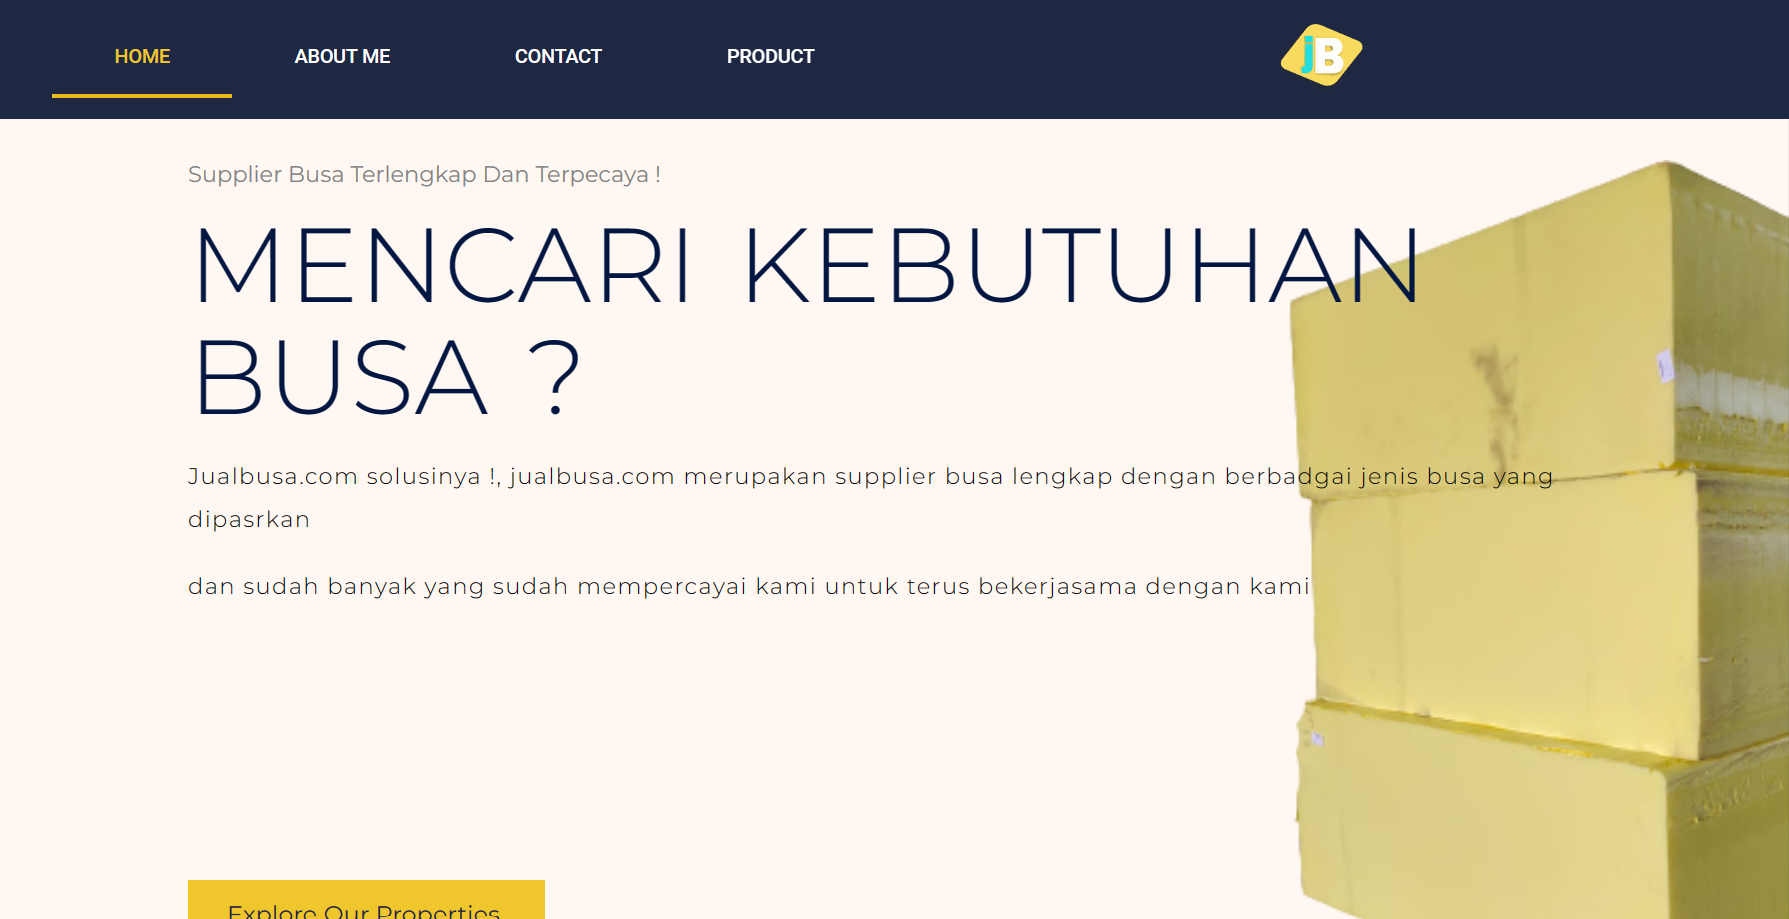 HOME ABOUT ME CONTACT PRODUCT JB
Supplier Busa Terlengkap Dan Terpecaya !
MENCARI KEBUTUHAN
BUSA ?
Jualbusa.com solusinya !, jualbusa.com merupakan supplier busa lengkap dengan berbadgai jenis busa yang
dipasrkan
dan sudah banyak yang sudah mempercayai kami untuk terus bekerjasama dengan kami
Explore Our Properties